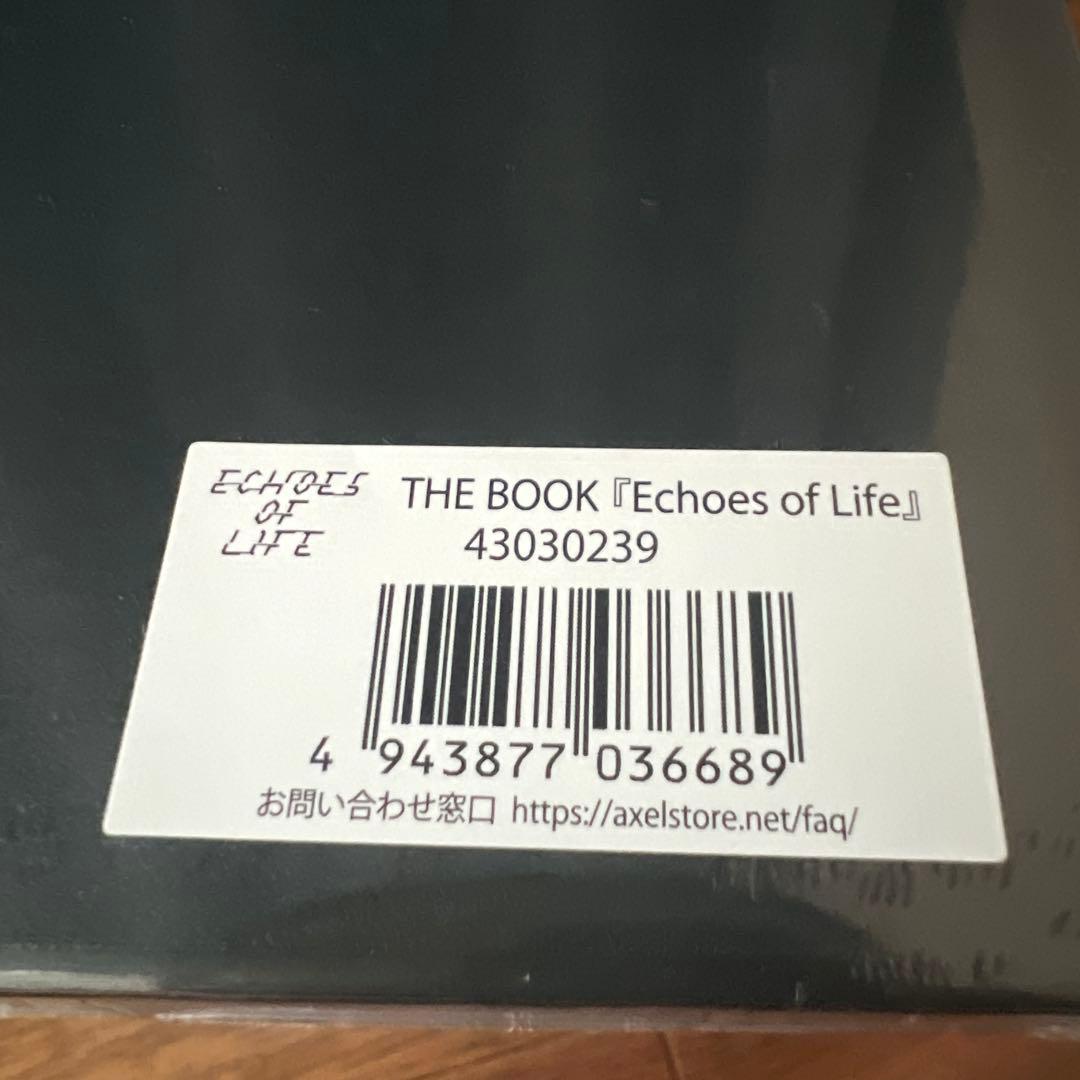 ECHOES
OF
LIFE
THE BOOK『Echoes of Life』
43030239
4 943877 036689
お問い合わせ窓口 https://axelstore.net/faq/